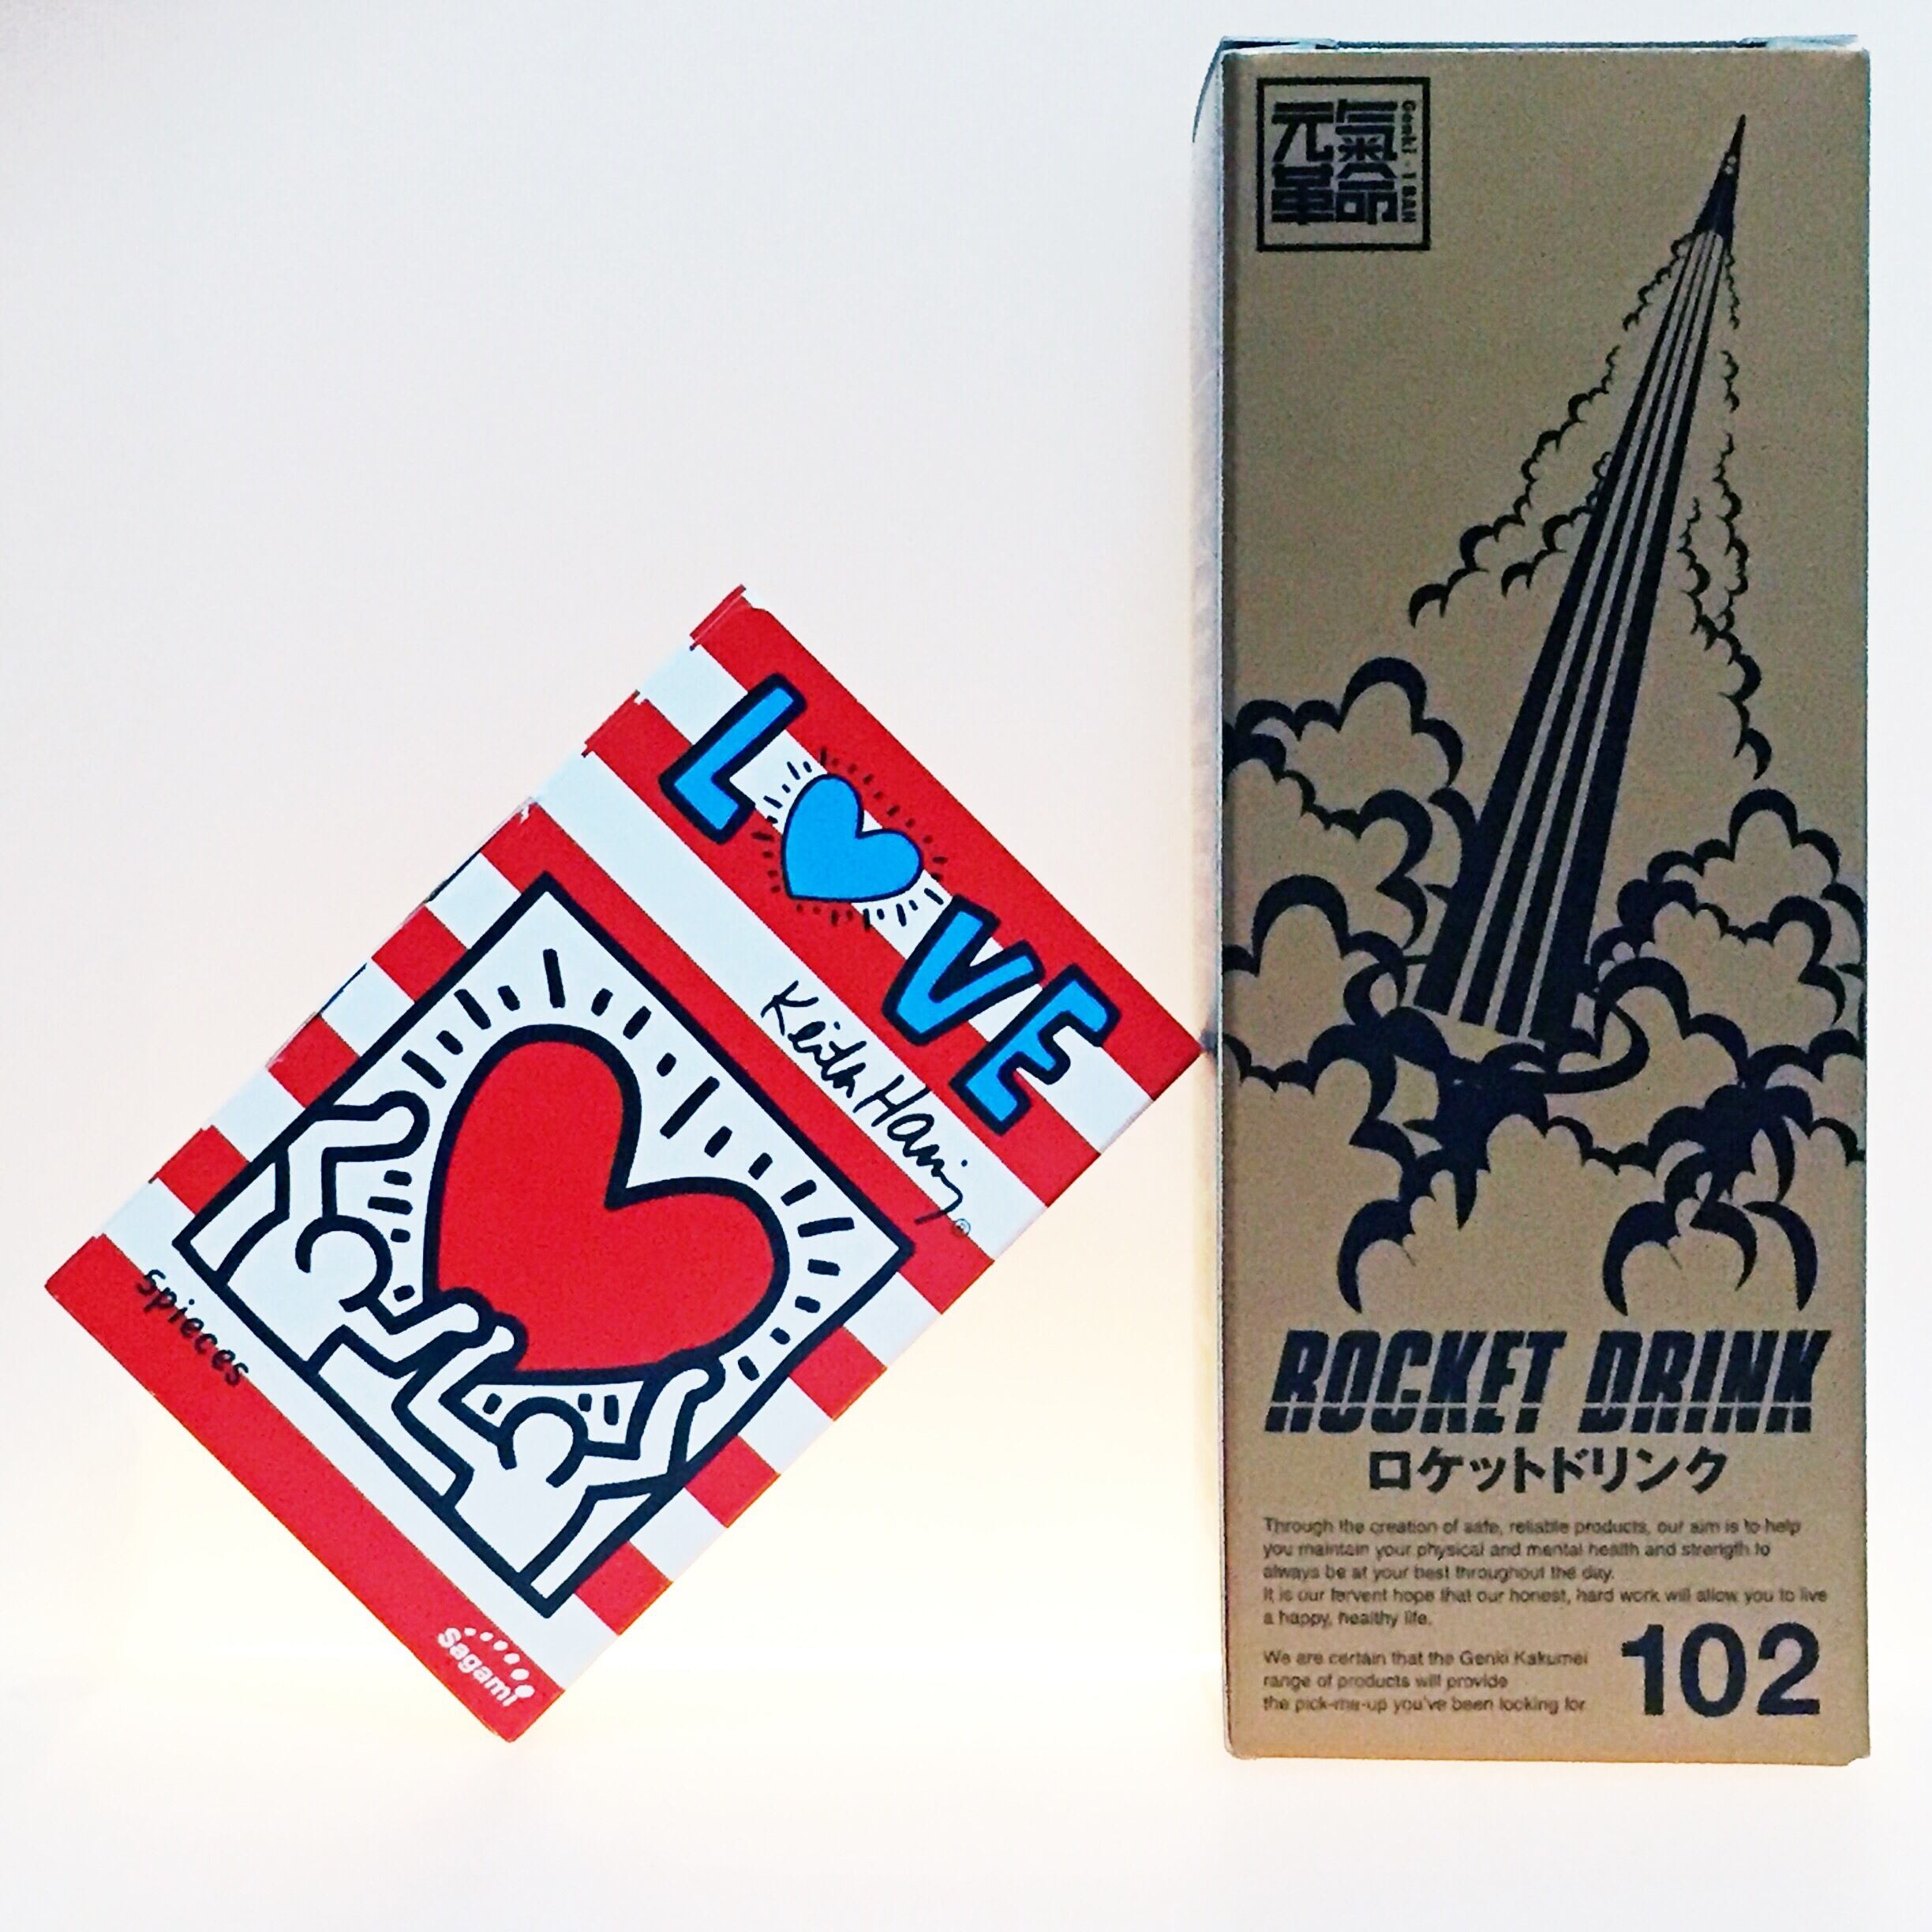 LOVE
Keith Haring
®
5pieces
Sagami
元氣
革命
Genki-1BAN
ROCKET DRINK
ロケットドリンク
Through the creation of safe, reliable products, our aim is to help
you maintain your physical and mental health and strength to
always be at your best throughout the day.
It is our fervent hope that our honest, hard work will allow you to live
a happy, healthy life.
We are certain that the Genki Kakumei
range of products will provide
the pick-me-up you've been looking for.
102